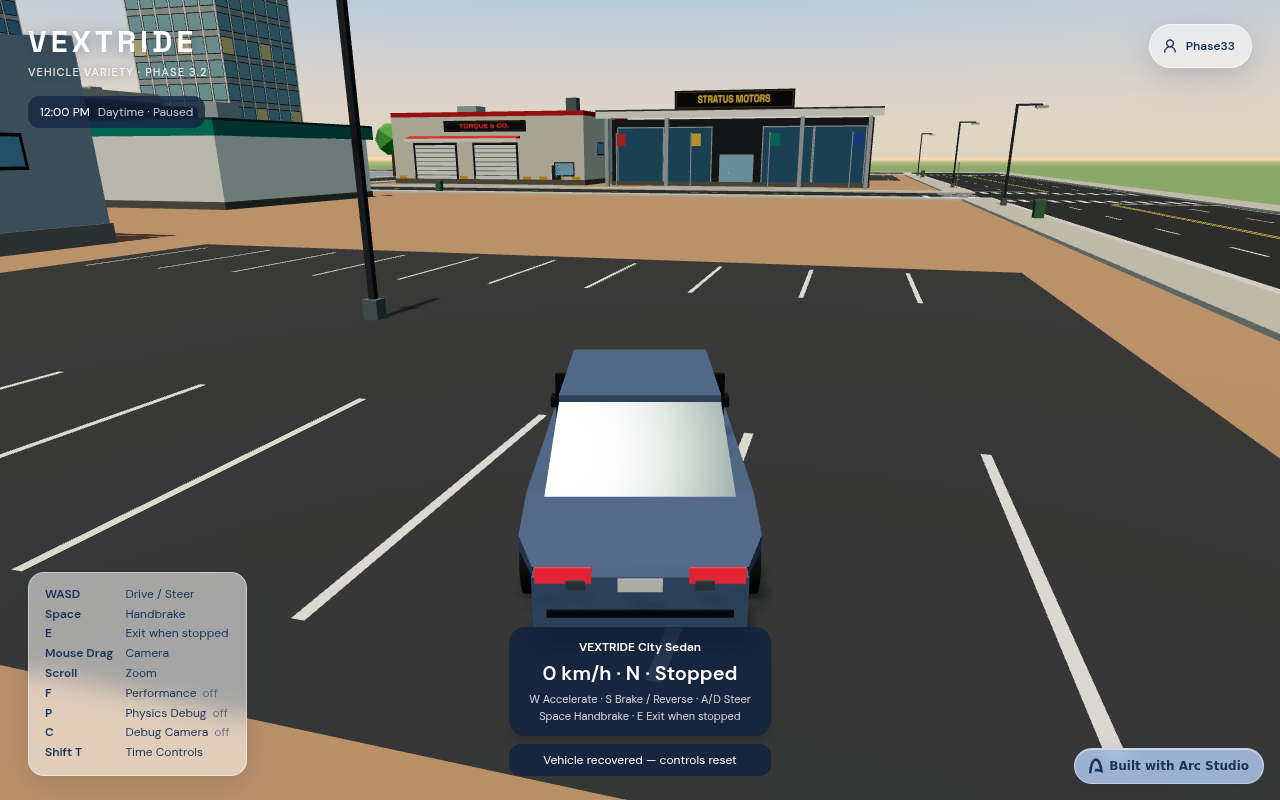 VEXTRIDE
VEHICLE VARIETY · PHASE 3.2
12:00 PM Daytime · Paused
Phase33
TORQUE & CO.
STRATUS MOTORS
WASD Drive / Steer
Space Handbrake
E Exit when stopped
Mouse Drag Camera
Scroll Zoom
F Performance off
P Physics Debug off
C Debug Camera off
Shift T Time Controls
VEXTRIDE City Sedan
0 km/h · N · Stopped
W Accelerate · S Brake / Reverse · A/D Steer
Space Handbrake · E Exit when stopped
Vehicle recovered — controls reset
Built with Arc Studio